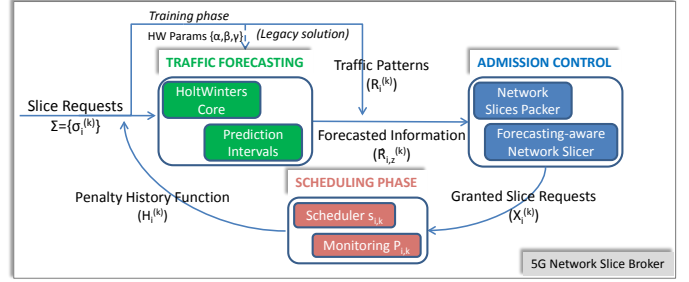 Training phase
HW Params {α,β,γ}
(Legacy solution)
TRAFFIC FORECASTING
HoltWinters
Core
Prediction
Intervals
Traffic Patterns
(Rᵢ⁽ᵏ⁾)
ADMISSION CONTROL
Network
Slices Packer
Forecasting-aware
Network Slicer
Slice Requests
Σ={σᵢ⁽ᵏ⁾}
Forecasted Information
(R̂ᵢ,z⁽ᵏ⁾)
SCHEDULING PHASE
Scheduler sᵢ,ₖ
Monitoring Pᵢ,ₖ
Penalty History Function
(Hᵢ⁽ᵏ⁾)
Granted Slice Requests
(Xᵢ⁽ᵏ⁾)
5G Network Slice Broker